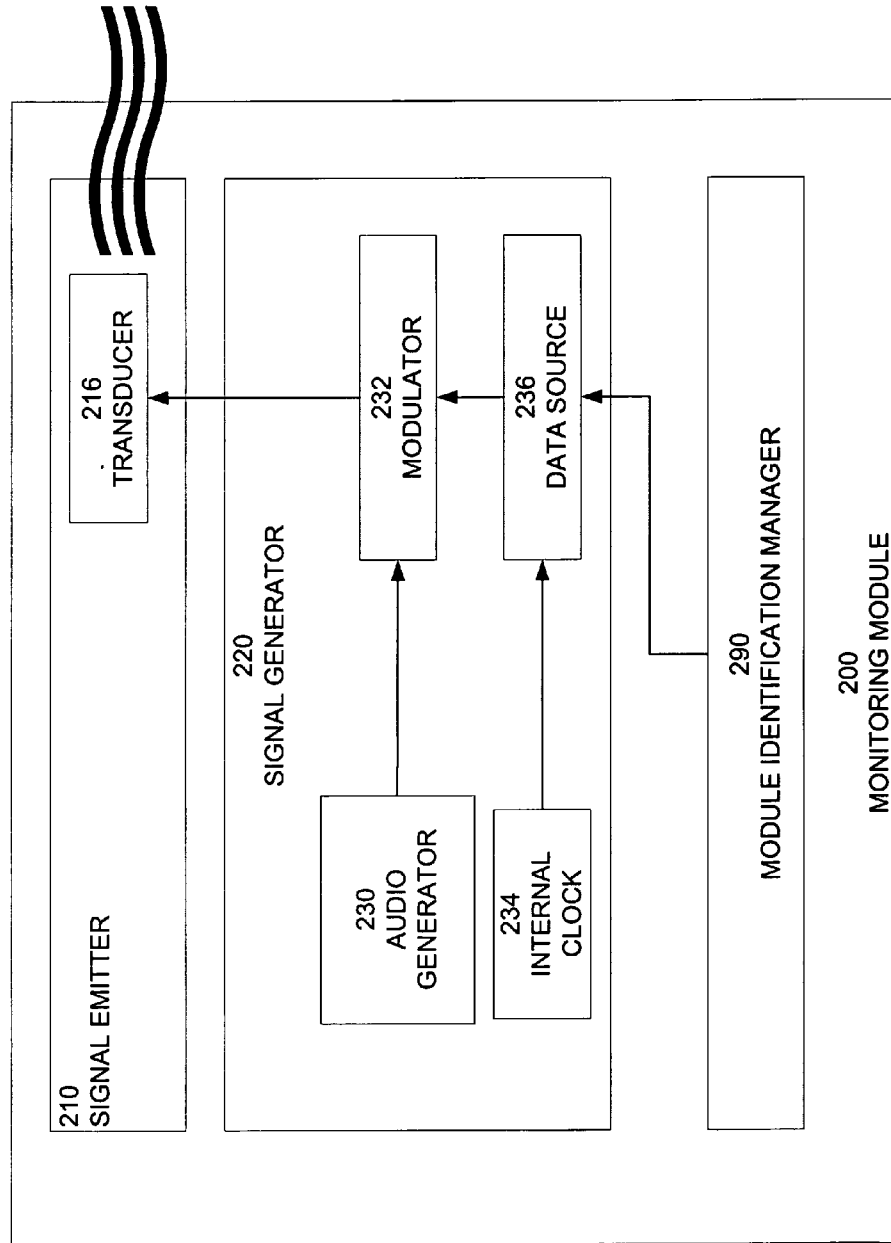 210
SIGNAL EMITTER
216
TRANSDUCER
220
SIGNAL GENERATOR
230
AUDIO
GENERATOR
232
MODULATOR
234
INTERNAL
CLOCK
236
DATA SOURCE
290
MODULE IDENTIFICATION MANAGER
200
MONITORING MODULE